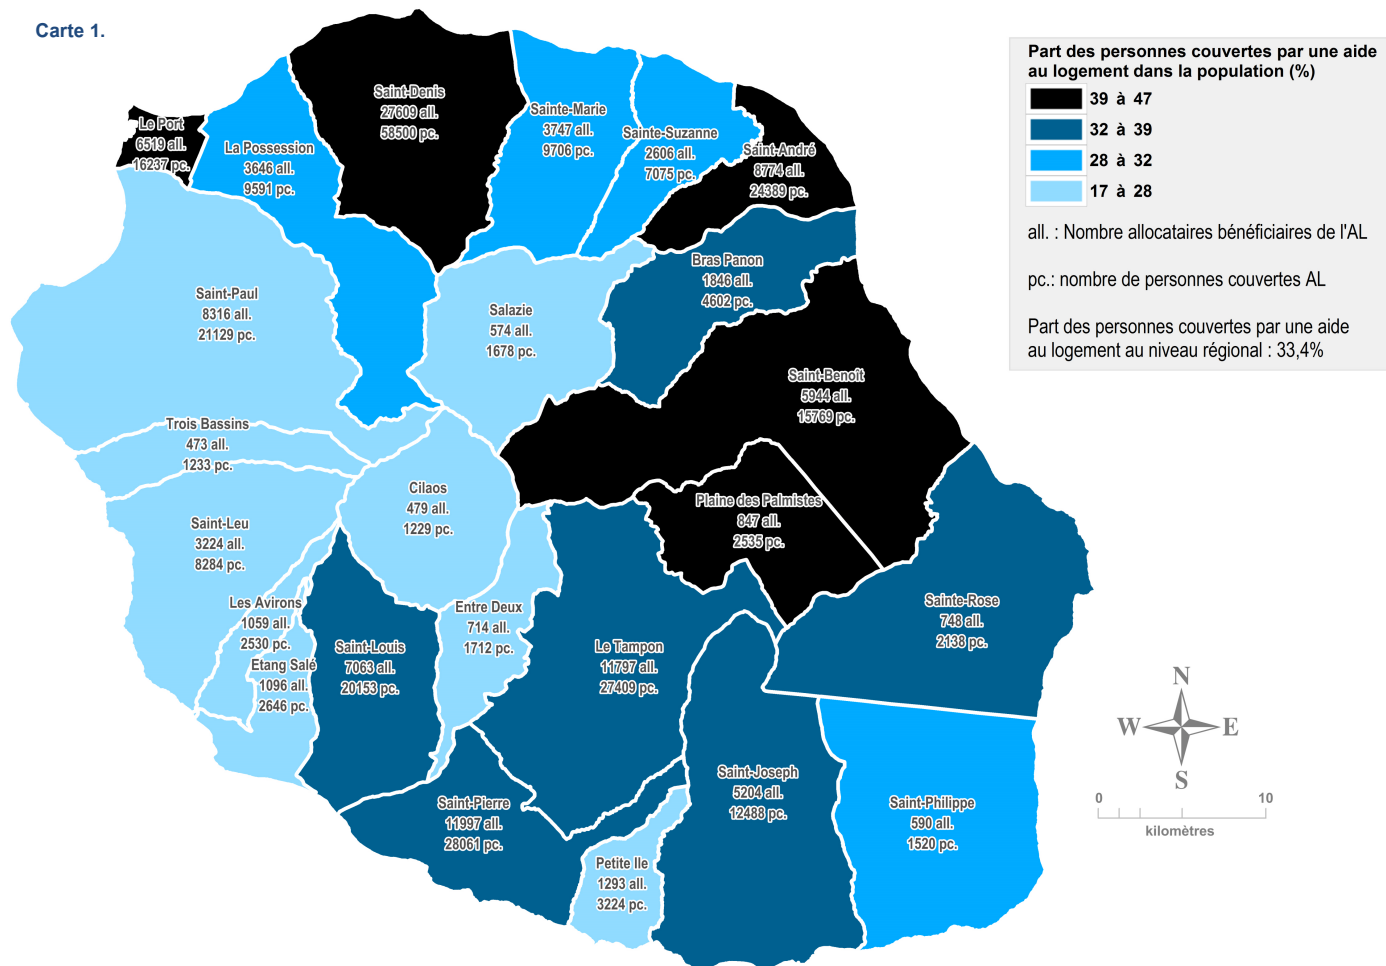 Carte 1.
Part des personnes couvertes par une aide
au logement dans la population (%)
39 à 47
32 à 39
28 à 32
17 à 28
all. : Nombre allocataires bénéficiaires de l'AL
pc.: nombre de personnes couvertes AL
Part des personnes couvertes par une aide
au logement au niveau régional : 33,4%
Saint-Denis
27609 all.
58500 pc.
Le Port
6519 all.
16237 pc.
La Possession
3646 all.
9591 pc.
Sainte-Marie
3747 all.
9706 pc.
Sainte-Suzanne
2606 all.
7075 pc.
Saint-André
8774 all.
24389 pc.
Bras Panon
1846 all.
4602 pc.
Saint-Paul
8316 all.
21129 pc.
Salazie
574 all.
1678 pc.
Saint-Benoit
5944 all.
15769 pc.
Trois Bassins
473 all.
1233 pc.
Cilaos
479 all.
1229 pc.
Plaine des Palmistes
847 all.
2535 pc.
Saint-Leu
3224 all.
8284 pc.
Les Avirons
1059 all.
2530 pc.
Entre Deux
714 all.
1712 pc.
Sainte-Rose
748 all.
2138 pc.
Saint-Louis
7063 all.
20153 pc.
Le Tampon
11797 all.
27409 pc.
Etang Salé
1096 all.
2646 pc.
Saint-Joseph
5204 all.
12488 pc.
Saint-Pierre
11997 all.
28061 pc.
Saint-Philippe
590 all.
1520 pc.
Petite Ile
1293 all.
3224 pc.
N
W E
S
0 10
kilomètres